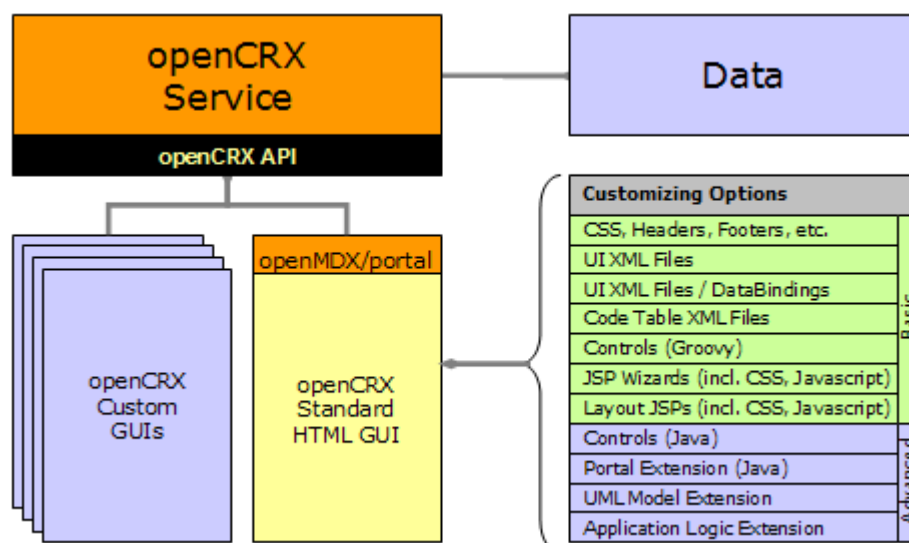 openCRX
Service
openCRX API
Data
openMDX/portal
openCRX
Custom
GUIs
openCRX
Standard
HTML GUI
Customizing Options
CSS, Headers, Footers, etc.
UI XML Files
UI XML Files / DataBindings
Code Table XML Files
Controls (Groovy)
JSP Wizards (incl. CSS, Javascript)
Layout JSPs (incl. CSS, Javascript)
Basic
Controls (Java)
Portal Extension (Java)
UML Model Extension
Application Logic Extension
Advanced